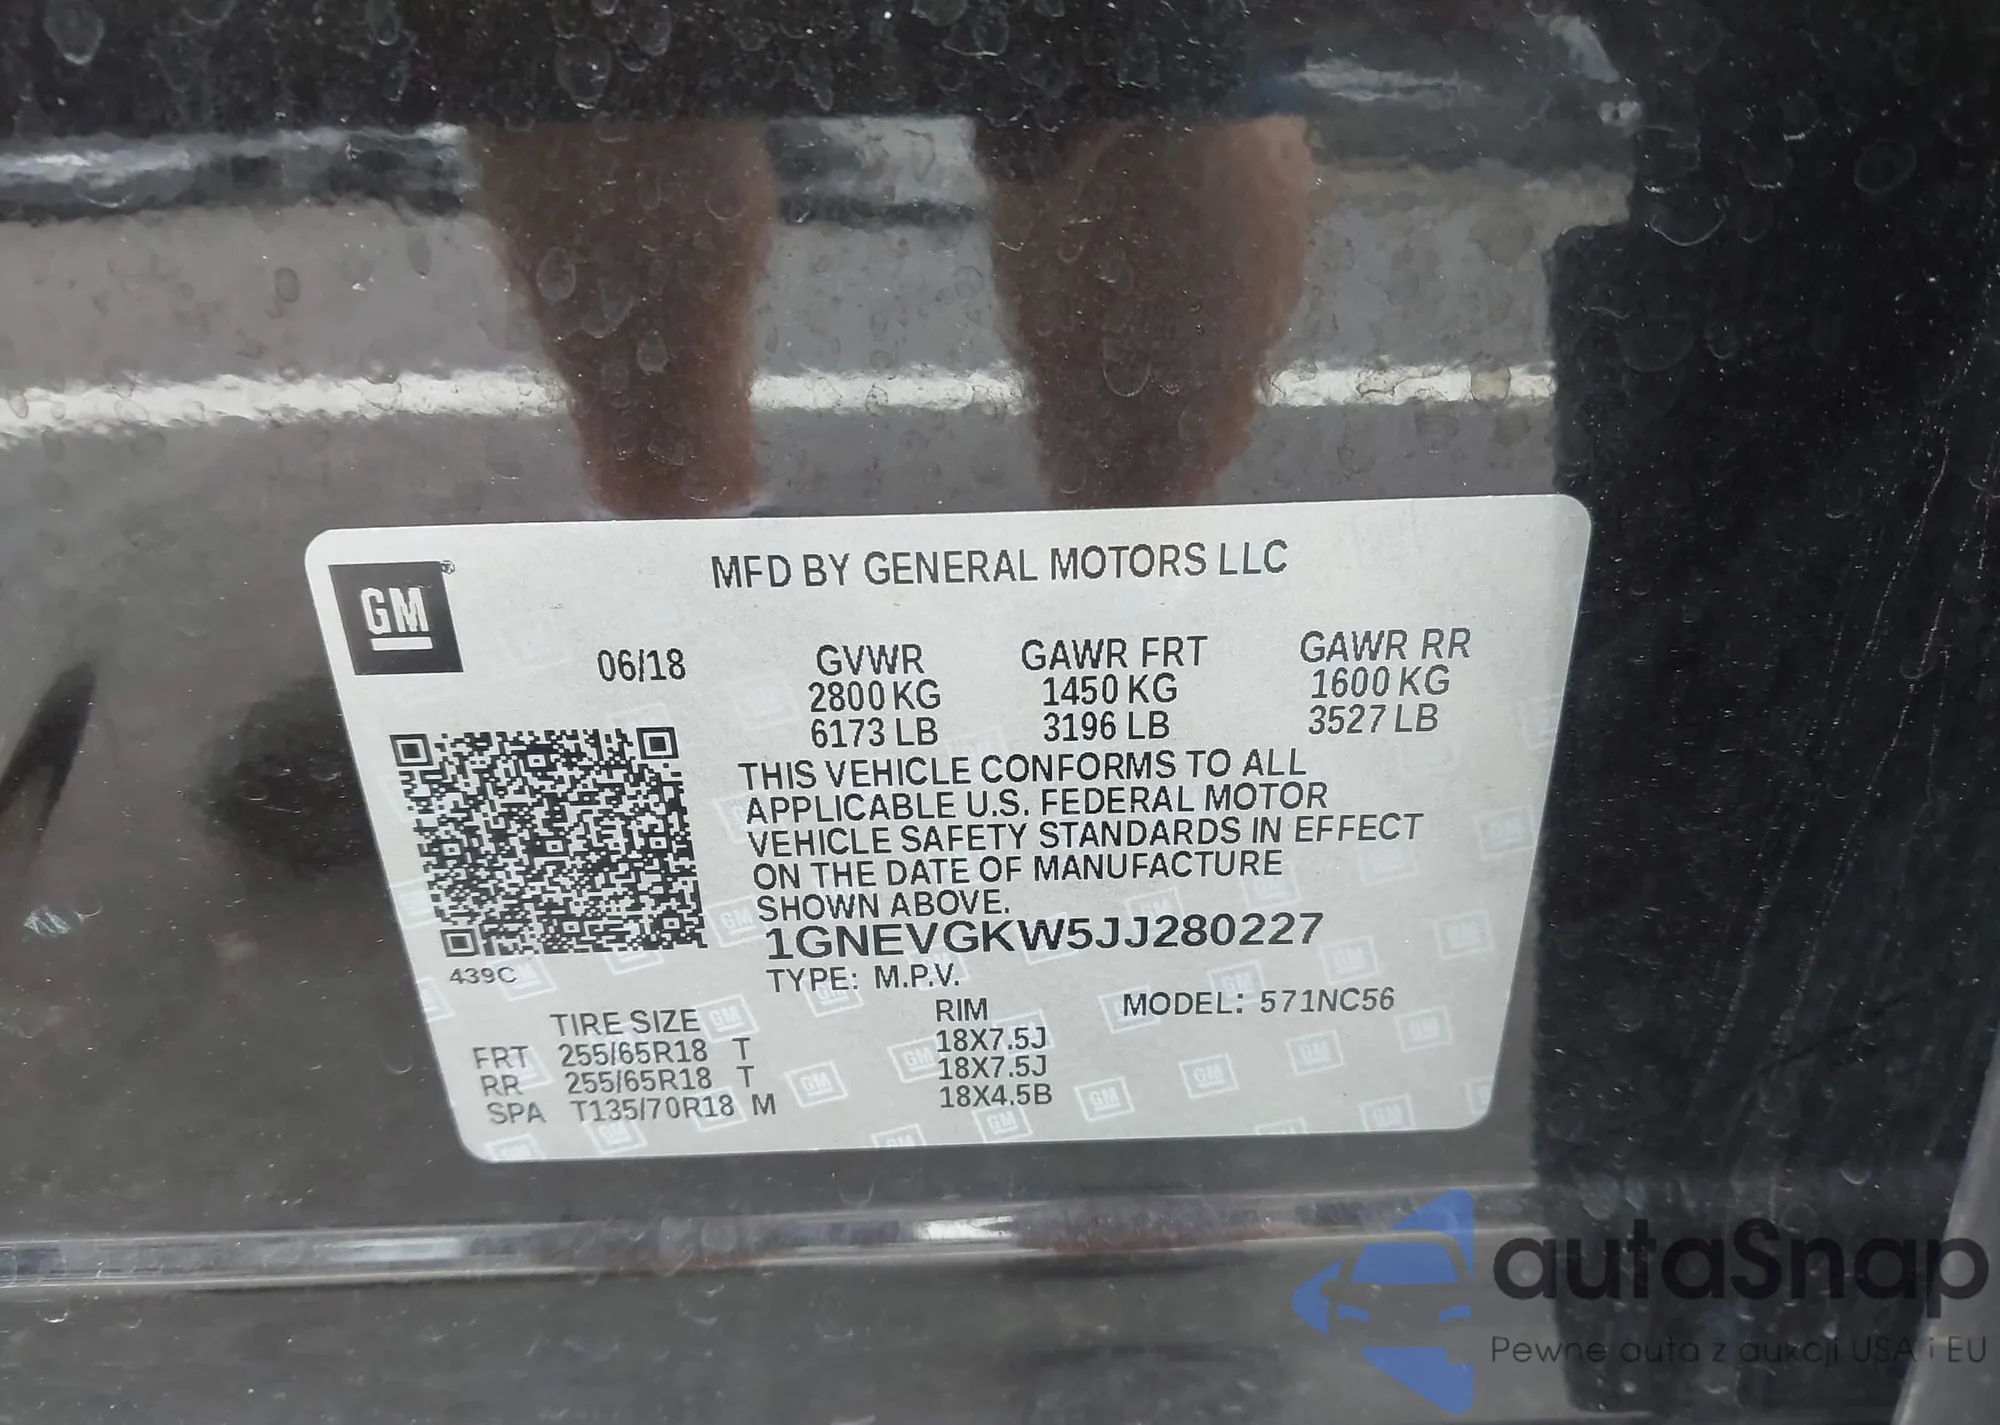 MFD BY GENERAL MOTORS LLC
GM
06/18 GVWR GAWR FRT GAWR RR
2800 KG 1450 KG 1600 KG
6173 LB 3196 LB 3527 LB
THIS VEHICLE CONFORMS TO ALL
APPLICABLE U.S. FEDERAL MOTOR
VEHICLE SAFETY STANDARDS IN EFFECT
ON THE DATE OF MANUFACTURE
SHOWN ABOVE.
1GNEVGKW5JJ280227
439C
TYPE: M.P.V.
MODEL: 571NC56
TIRE SIZE RIM
FRT 255/65R18 T 18X7.5J
RR 255/65R18 T 18X7.5J
SPA T135/70R18 M 18X4.5B
autaSnap
Pewne auta z aukcji USA i EU